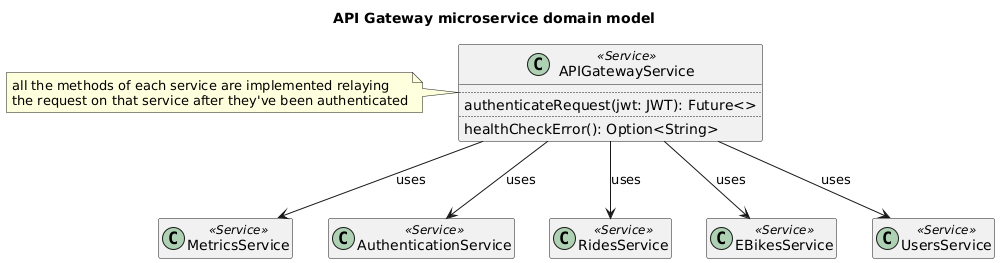 API Gateway microservice domain model
«Service»
C APIGatewayService
all the methods of each service are implemented relaying
the request on that service after they've been authenticated
authenticateRequest(jwt: JWT): Future<>
healthCheckError(): Option<String>
uses
uses
uses
uses
uses
«Service»
C MetricsService
«Service»
C AuthenticationService
«Service»
C RidesService
«Service»
C EBikesService
«Service»
C UsersService